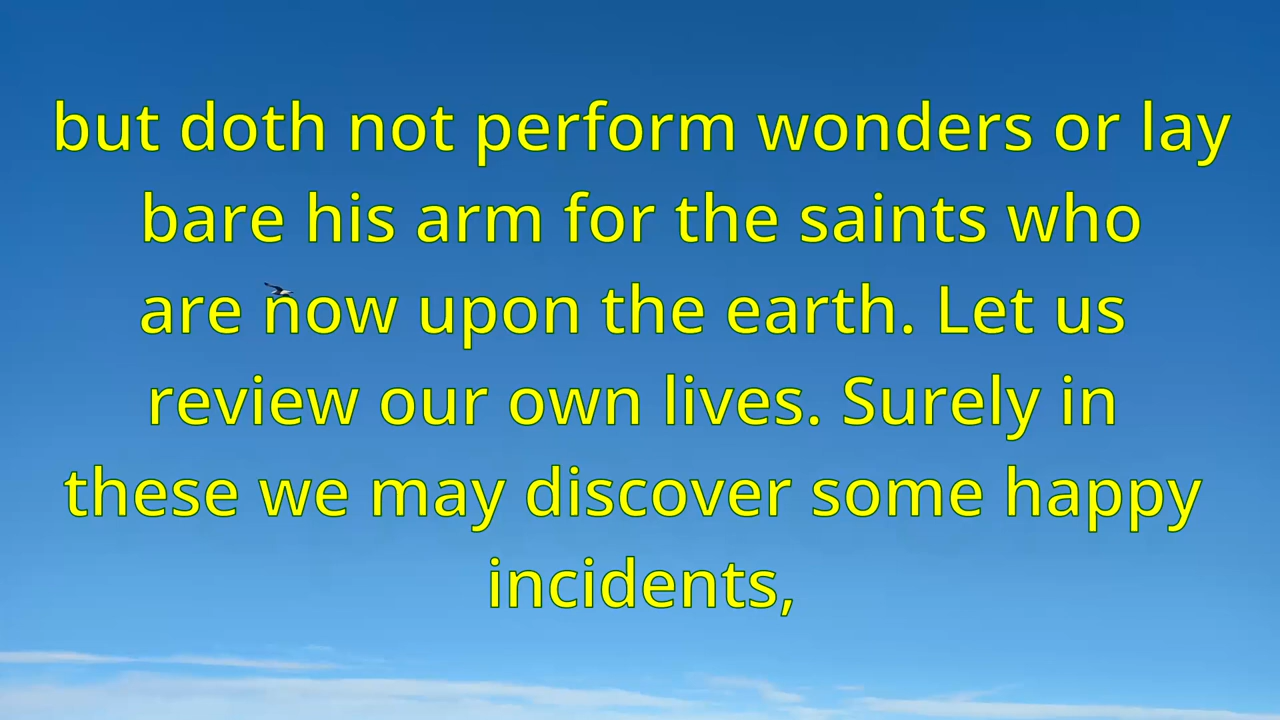 but doth not perform wonders or lay
bare his arm for the saints who
are now upon the earth. Let us
review our own lives. Surely in
these we may discover some happy
incidents,